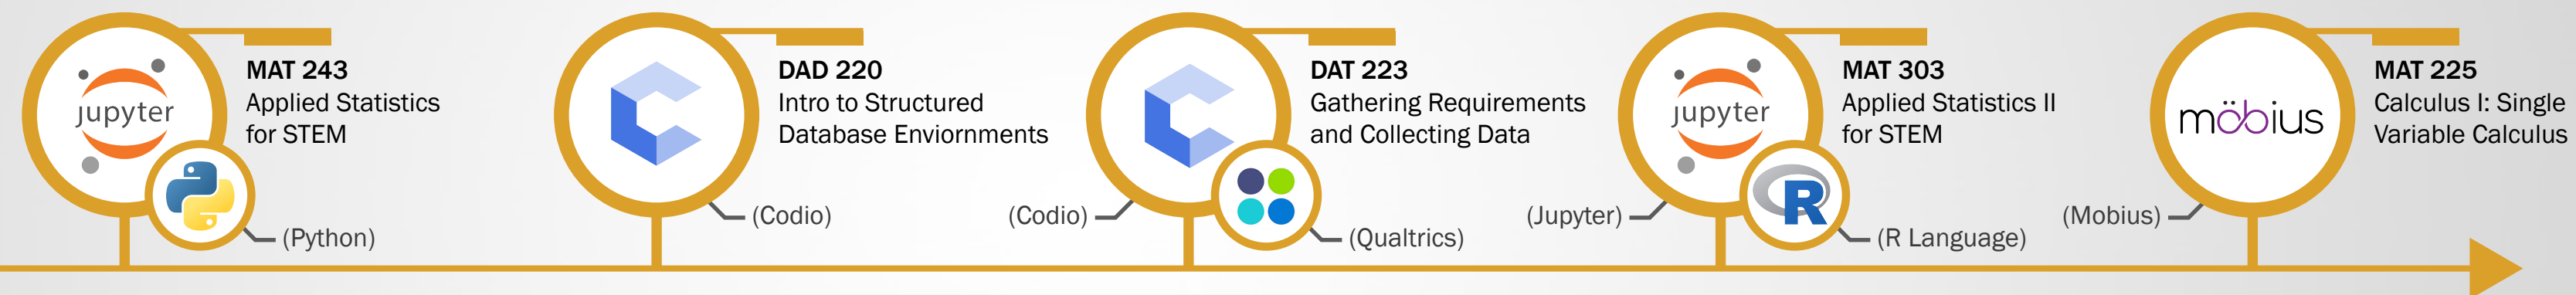 jupyter
MAT 243
Applied Statistics
for STEM
(Python)
DAD 220
Intro to Structured
Database Enviornments
(Codio)
DAT 223
Gathering Requirements
and Collecting Data
(Codio)
(Qualtrics)
jupyter
MAT 303
Applied Statistics II
for STEM
(Jupyter)
R
(R Language)
möbius
MAT 225
Calculus I: Single
Variable Calculus
(Mobius)